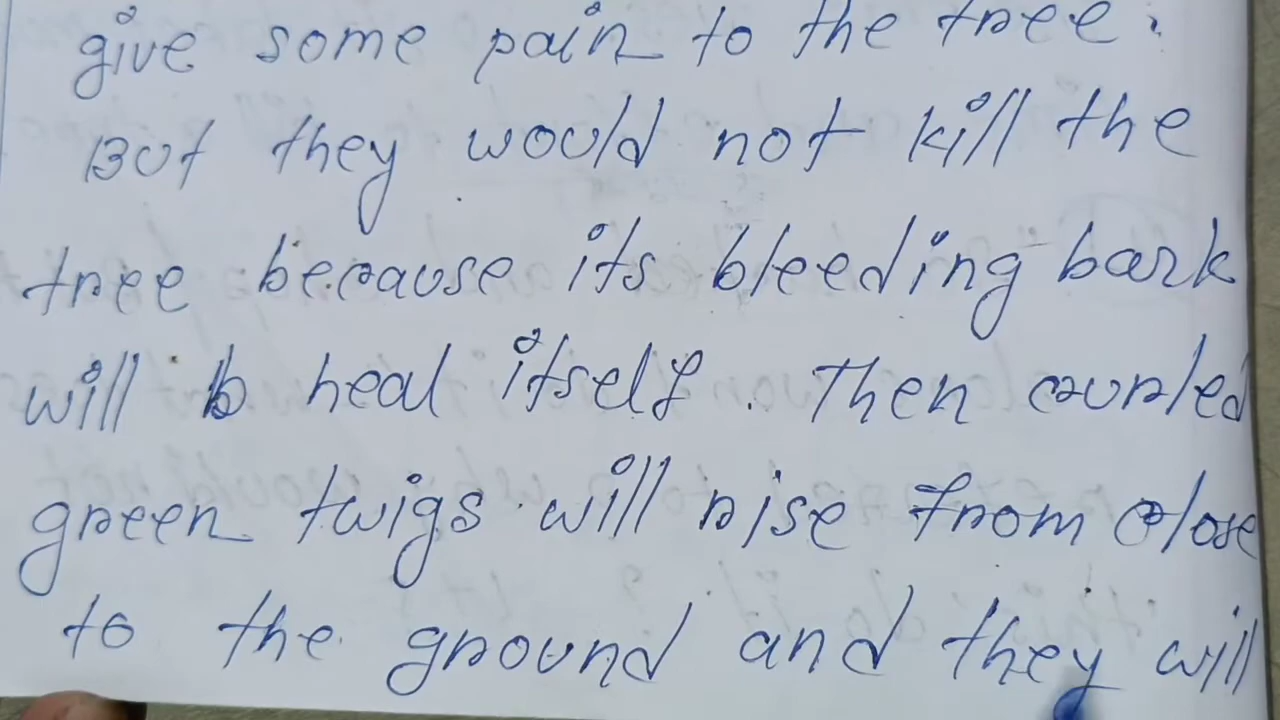 give some pain to the tree.
But they would not kill the
tree because its bleeding bark
will b heal itself. Then curled
green twigs will rise from close
to the ground and they will